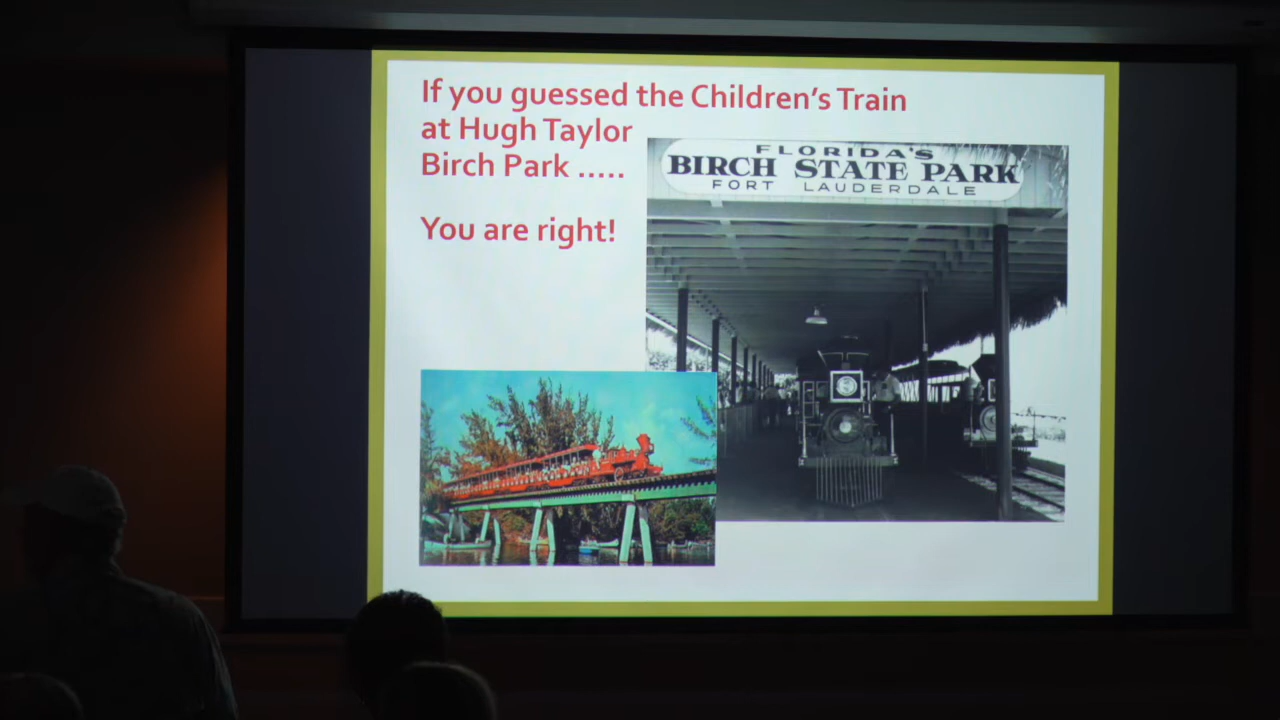 If you guessed the Children's Train
at Hugh Taylor
Birch Park .....
You are right!
FLORIDA'S
BIRCH STATE PARK
FORT LAUDERDALE